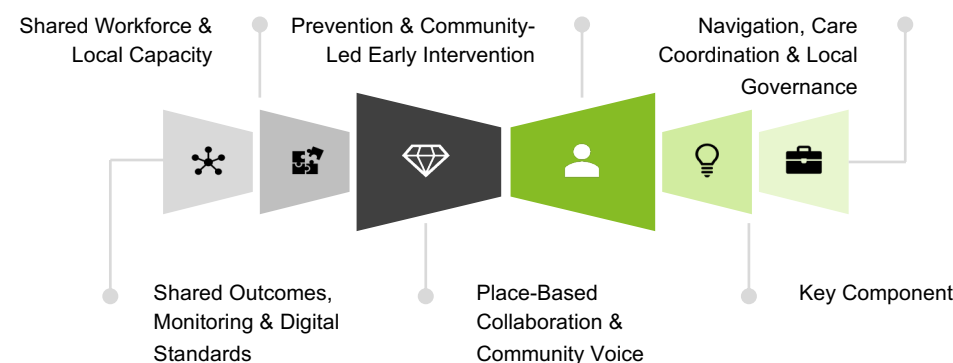 Shared Workforce &
Local Capacity
Prevention & Community-
Led Early Intervention
Navigation, Care
Coordination & Local
Governance
Shared Outcomes,
Monitoring & Digital
Standards
Place-Based
Collaboration &
Community Voice
Key Component